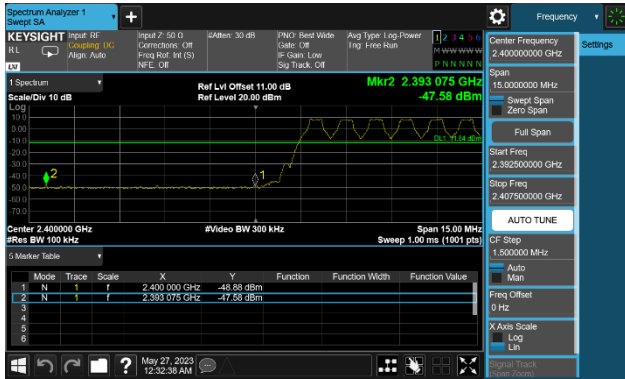 Spectrum Analyzer 1
Swept SA
Frequency
KEYSIGHT
RL
LW
Input: RF
Coupling: DC
Align: Auto
Input Z: 50 Ω
Corrections: Off
Freq Ref: Int (S)
NFE: Off
#Atten: 30 dB
PNO: Best Wide
Gate: Off
IF Gain: Low
Sig Track: Off
Avg Type: Log-Power
Trig: Free Run
1 2 3 4 5 6
M W W W W W
P N N N N N
1 Spectrum
Scale/Div 10 dB
Ref Lvl Offset 11.00 dB
Ref Level 20.00 dBm
Mkr2 2.393 075 GHz
-47.58 dBm
Log
10.0
0.00
-10.0
-20.0
-30.0
-40.0
-50.0
-60.0
-70.0
DL1 -11.84 dBm
2
1
Center 2.400000 GHz
#Res BW 100 kHz
#Video BW 300 kHz
Span 15.00 MHz
Sweep 1.00 ms (1001 pts)
5 Marker Table
Mode Trace Scale X Y Function Function Width Function Value
1 N 1 f 2.400 000 GHz -48.88 dBm
2 N 1 f 2.393 075 GHz -47.58 dBm
3
4
5
6
May 27, 2023
12:32:38 AM
?
Center Frequency
2.400000000 GHz
Span
15.0000000 MHz
Swept Span
Zero Span
Full Span
Start Freq
2.392500000 GHz
Stop Freq
2.407500000 GHz
AUTO TUNE
CF Step
1.500000 MHz
Auto
Man
Freq Offset
0 Hz
X Axis Scale
Log
Lin
Signal Track
(Span Zoom)
Settings